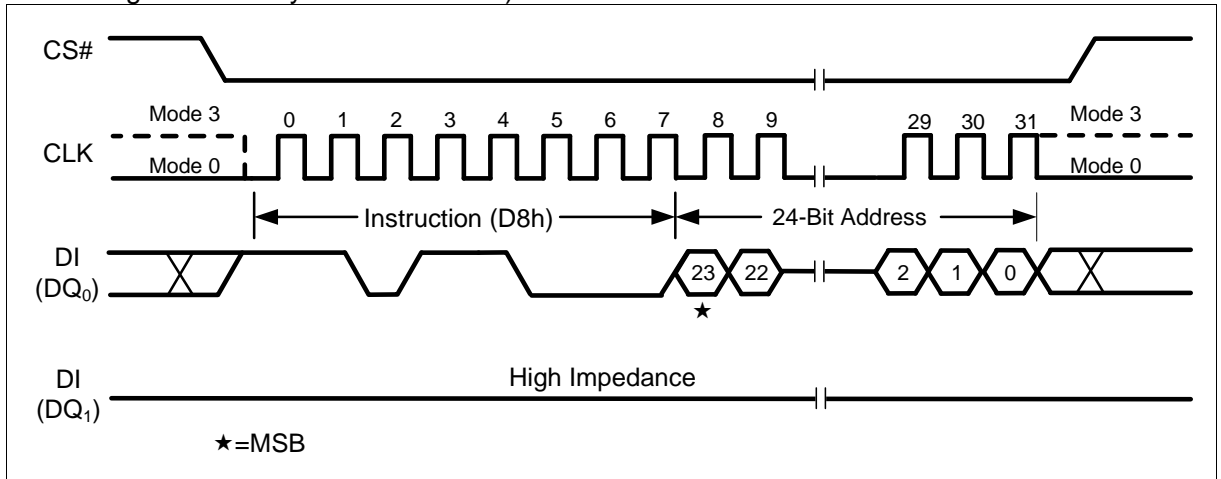 CS#
Mode 3 0 1 2 3 4 5 6 7 8 9 29 30 31 Mode 3
CLK
Mode 0 Mode 0
Instruction (D8h) 24-Bit Address
DI
(DQ0)
23 22 2 1 0
★
DI
(DQ1)
High Impedance
★=MSB